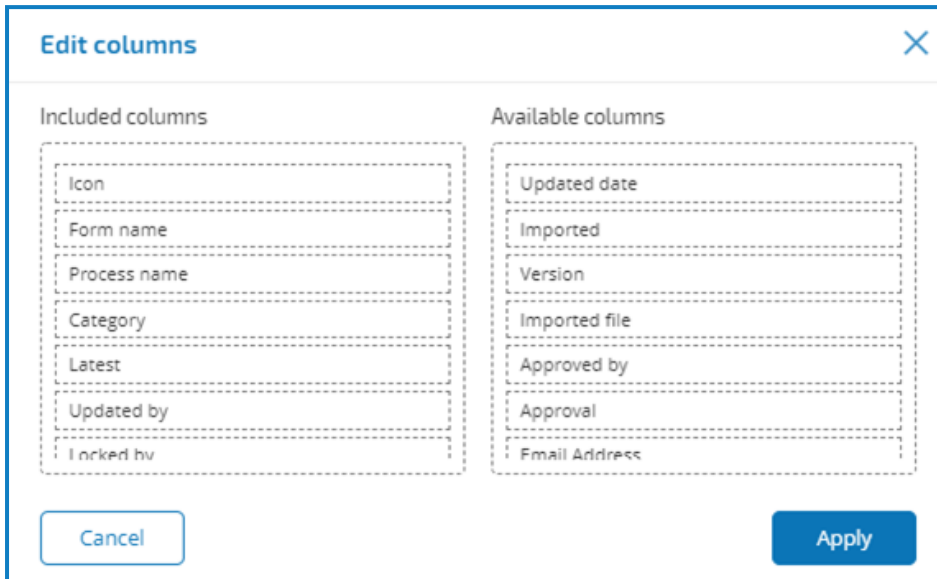 Edit columns
Included columns
Icon
Form name
Process name
Category
Latest
Updated by
Locked by
Available columns
Updated date
Imported
Version
Imported file
Approved by
Approval
Email Address
Cancel
Apply